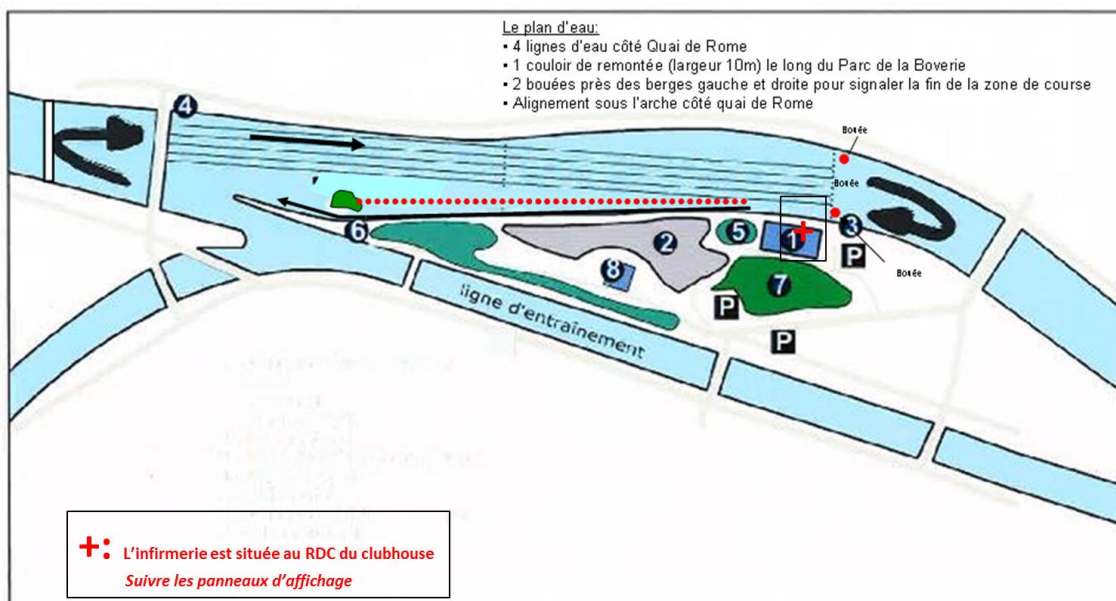 Le plan d'eau:
▪ 4 lignes d'eau côté Quai de Rome
▪ 1 couloir de remontée (largeur 10m) le long du Parc de la Boverie
▪ 2 bouées près des berges gauche et droite pour signaler la fin de la zone de course
▪ Alignement sous l'arche côté quai de Rome
4
Bouée
Bouée
3
6
2
5
1
P
Bouée
8
7
P
P
ligne d'entraînement
+: L'infirmerie est située au RDC du clubhouse
Suivre les panneaux d'affichage